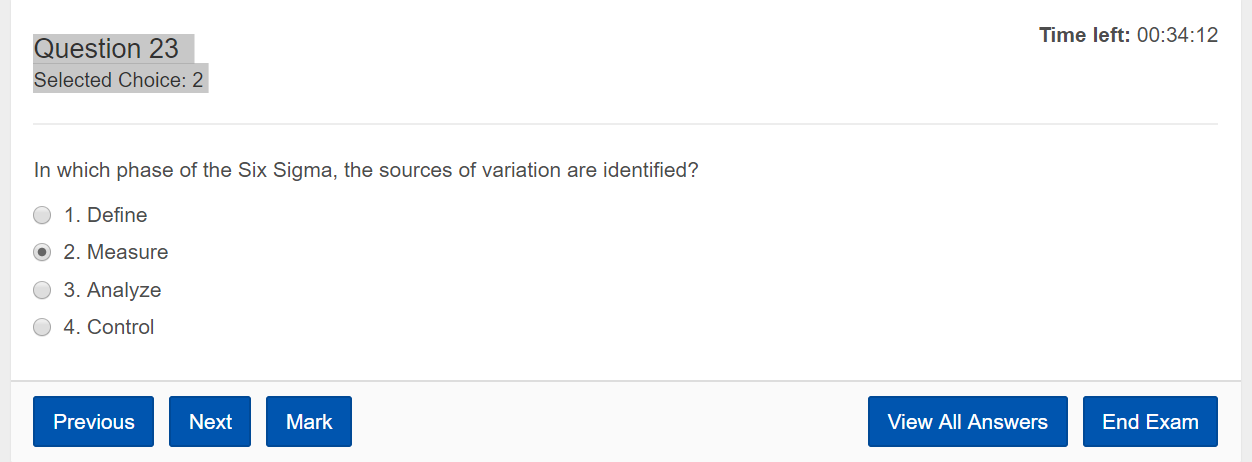 Question 23
Time left: 00:34:12
Selected Choice: 2
In which phase of the Six Sigma, the sources of variation are identified?
1. Define
2. Measure
3. Analyze
4. Control
Previous Next Mark View All Answers End Exam